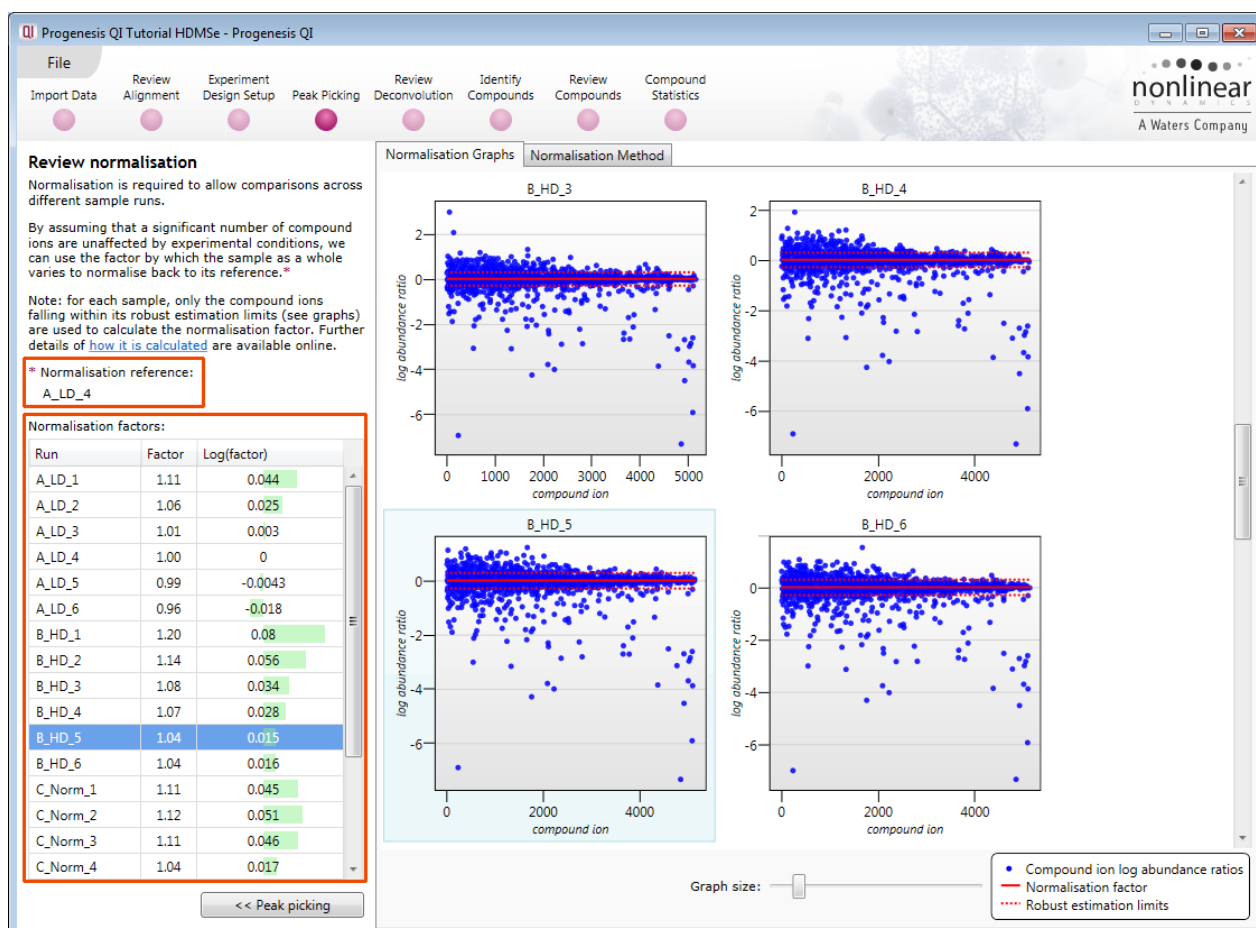 QI Progenesis QI Tutorial HDMSe - Progenesis QI
File
Import Data
Review Alignment
Experiment Design Setup
Peak Picking
Review Deconvolution
Identify Compounds
Review Compounds
Compound Statistics
nonlinear
DYNAMICS
A Waters Company
Review normalisation
Normalisation is required to allow comparisons across
different sample runs.
By assuming that a significant number of compound
ions are unaffected by experimental conditions, we
can use the factor by which the sample as a whole
varies to normalise back to its reference.*
Note: for each sample, only the compound ions
falling within its robust estimation limits (see graphs)
are used to calculate the normalisation factor. Further
details of how it is calculated are available online.
* Normalisation reference:
A_LD_4
Normalisation factors:
Run Factor Log(factor)
A_LD_1 1.11 0.044
A_LD_2 1.06 0.025
A_LD_3 1.01 0.003
A_LD_4 1.00 0
A_LD_5 0.99 -0.0043
A_LD_6 0.96 -0.018
B_HD_1 1.20 0.08
B_HD_2 1.14 0.056
B_HD_3 1.08 0.034
B_HD_4 1.07 0.028
B_HD_5 1.04 0.015
B_HD_6 1.04 0.016
C_Norm_1 1.11 0.045
C_Norm_2 1.12 0.051
C_Norm_3 1.11 0.046
C_Norm_4 1.04 0.017
<< Peak picking
Normalisation Graphs Normalisation Method
B_HD_3
log abundance ratio
2
0
-2
-4
-6
0 1000 2000 3000 4000 5000
compound ion
B_HD_4
log abundance ratio
2
0
-2
-4
-6
0 2000 4000
compound ion
B_HD_5
log abundance ratio
0
-2
-4
-6
0 2000 4000
compound ion
B_HD_6
log abundance ratio
0
-2
-4
-6
0 2000 4000
compound ion
Graph size:
Compound ion log abundance ratios
Normalisation factor
Robust estimation limits